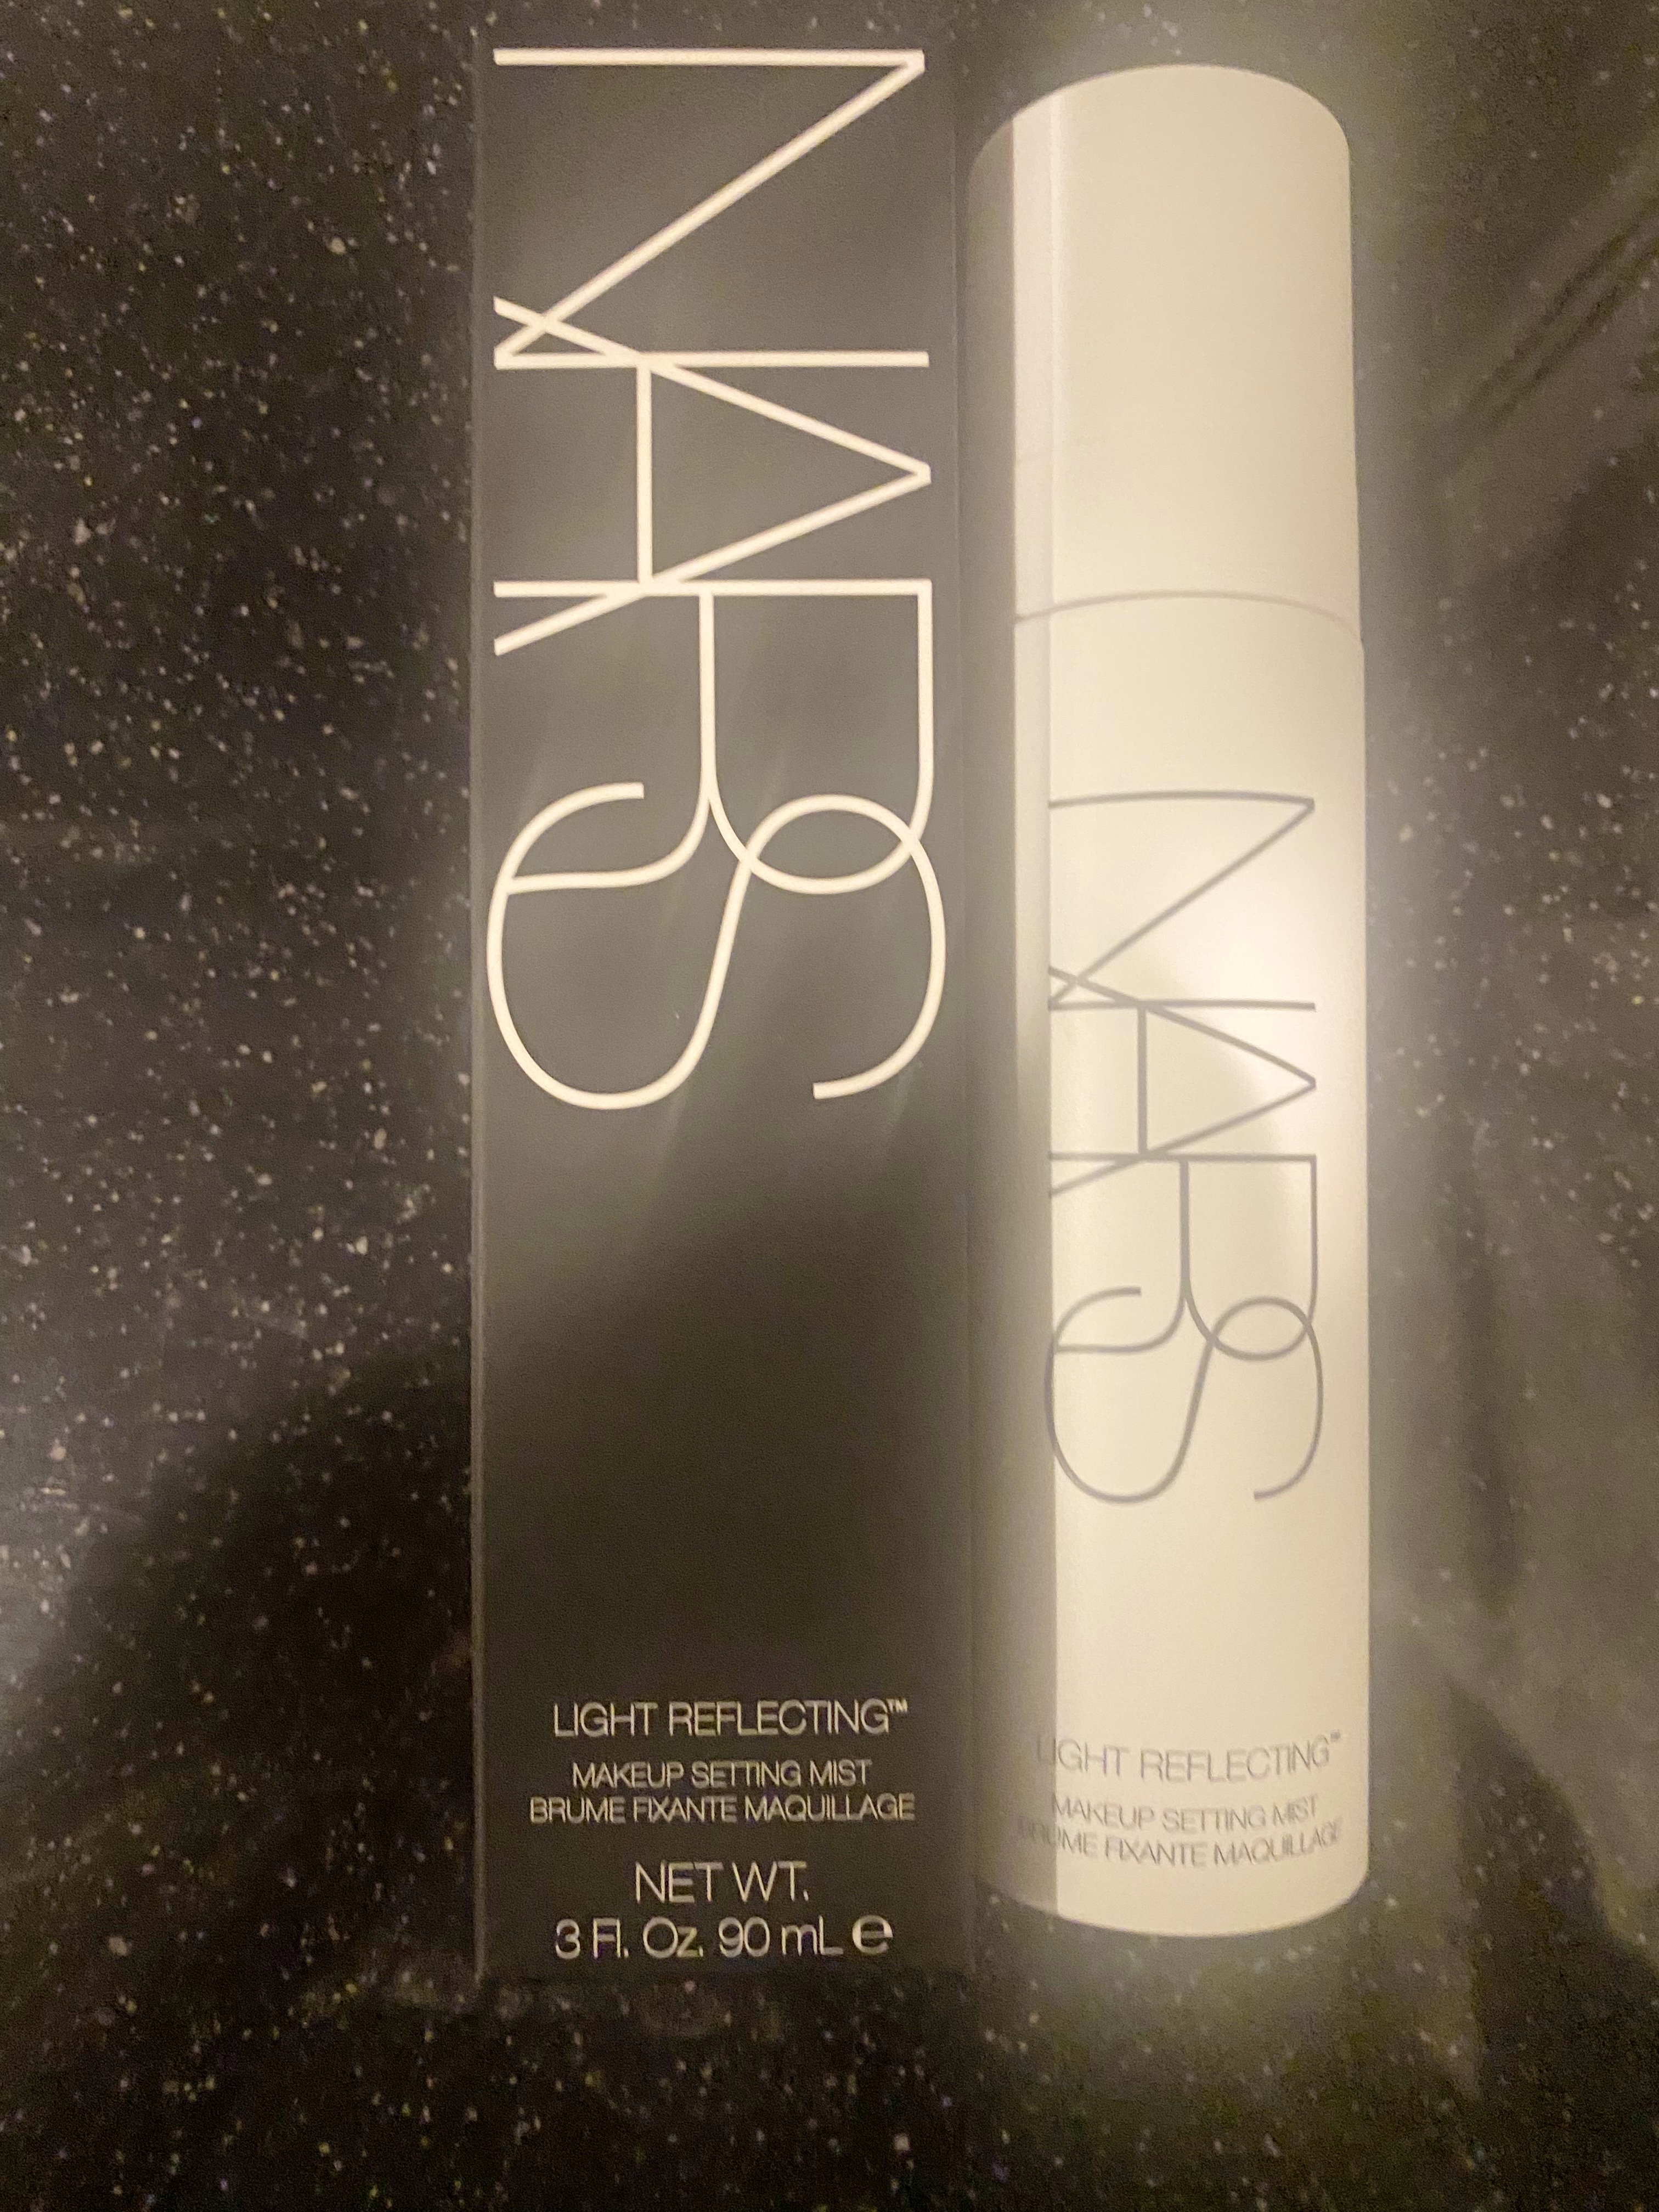 NARS
LIGHT REFLECTING™
MAKEUP SETTING MIST
BRUME FIXANTE MAQUILLAGE
NET WT.
3 Fl. Oz. 90 mL e
NARS
LIGHT REFLECTING™
MAKEUP SETTING MIST
BRUME FIXANTE MAQUILLAGE